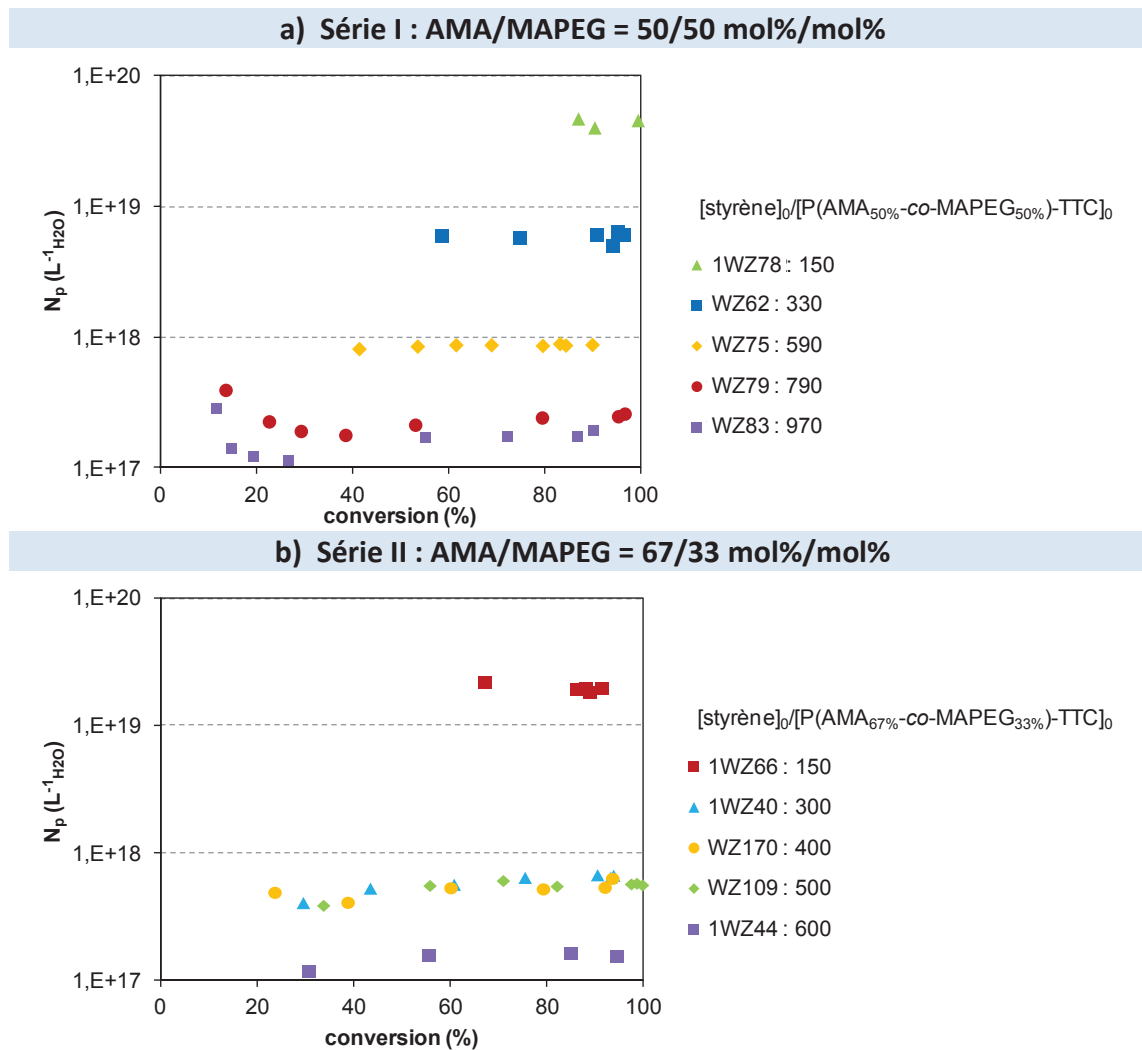 a) Série I : AMA/MAPEG = 50/50 mol%/mol%
1,E+20
1,E+19
1,E+18
1,E+17
Np (L-1H2O)
0 20 40 60 80 100
conversion (%)
[styrène]0/[P(AMA50%-co-MAPEG50%)-TTC]0
1WZ78 : 150
WZ62 : 330
WZ75 : 590
WZ79 : 790
WZ83 : 970
b) Série II : AMA/MAPEG = 67/33 mol%/mol%
1,E+20
1,E+19
1,E+18
1,E+17
Np (L-1H2O)
0 20 40 60 80 100
conversion (%)
[styrène]0/[P(AMA67%-co-MAPEG33%)-TTC]0
1WZ66 : 150
1WZ40 : 300
WZ170 : 400
WZ109 : 500
1WZ44 : 600